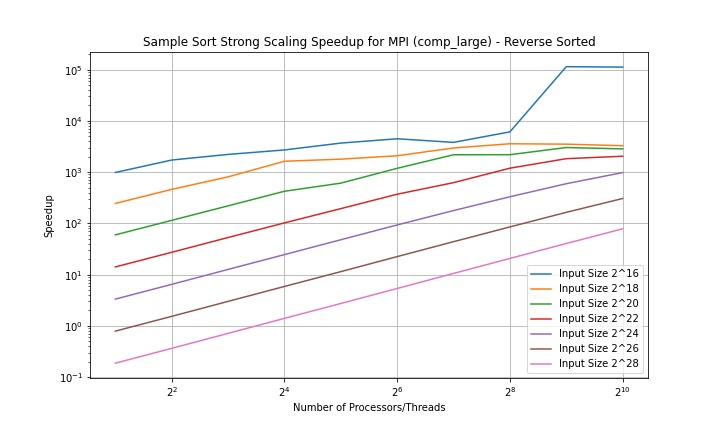 Sample Sort Strong Scaling Speedup for MPI (comp_large) - Reverse Sorted
Speedup
10^5
10^4
10^3
10^2
10^1
10^0
10^-1
Input Size 2^16
Input Size 2^18
Input Size 2^20
Input Size 2^22
Input Size 2^24
Input Size 2^26
Input Size 2^28
2^2 2^4 2^6 2^8 2^10
Number of Processors/Threads